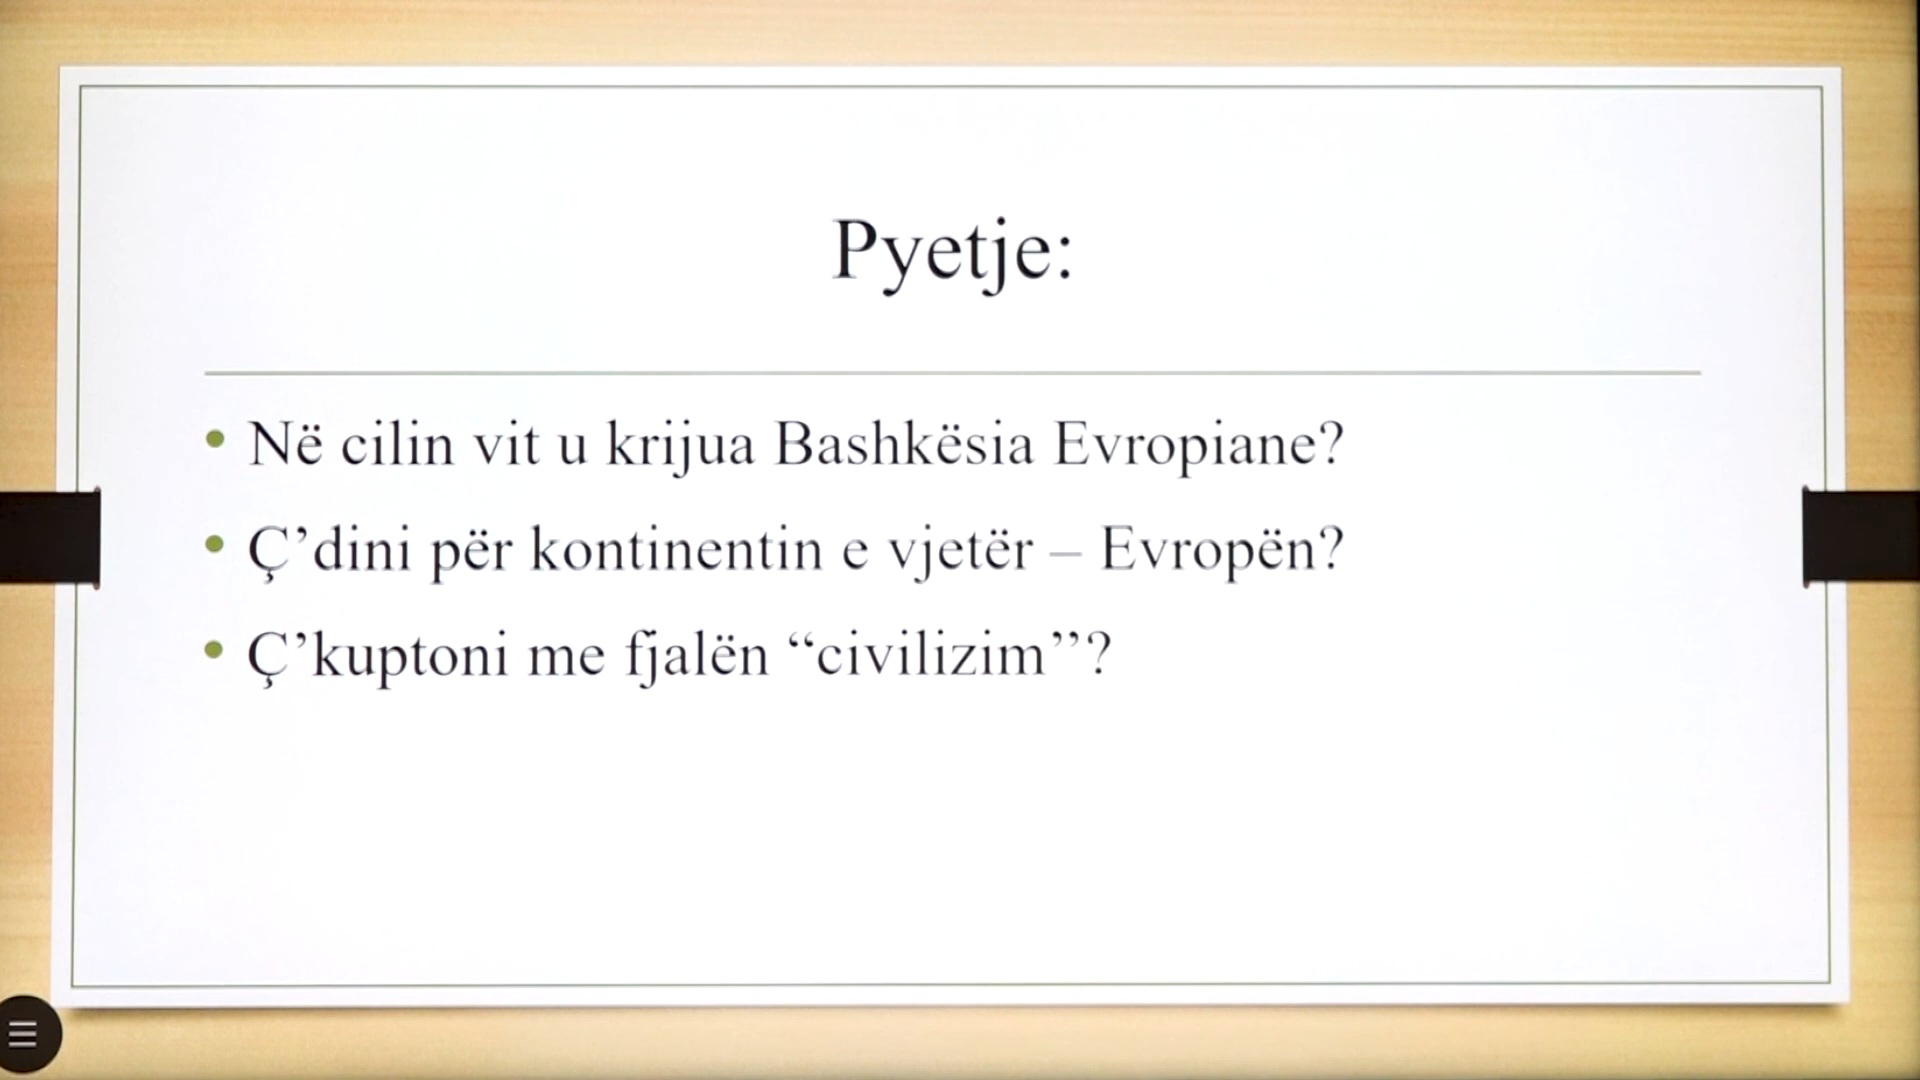 Pyetje:
• Në cilin vit u krijua Bashkësia Evropiane?
• Ç’dini për kontinentin e vjetër – Evropën?
• Ç’kuptoni me fjalën “civilizim”?